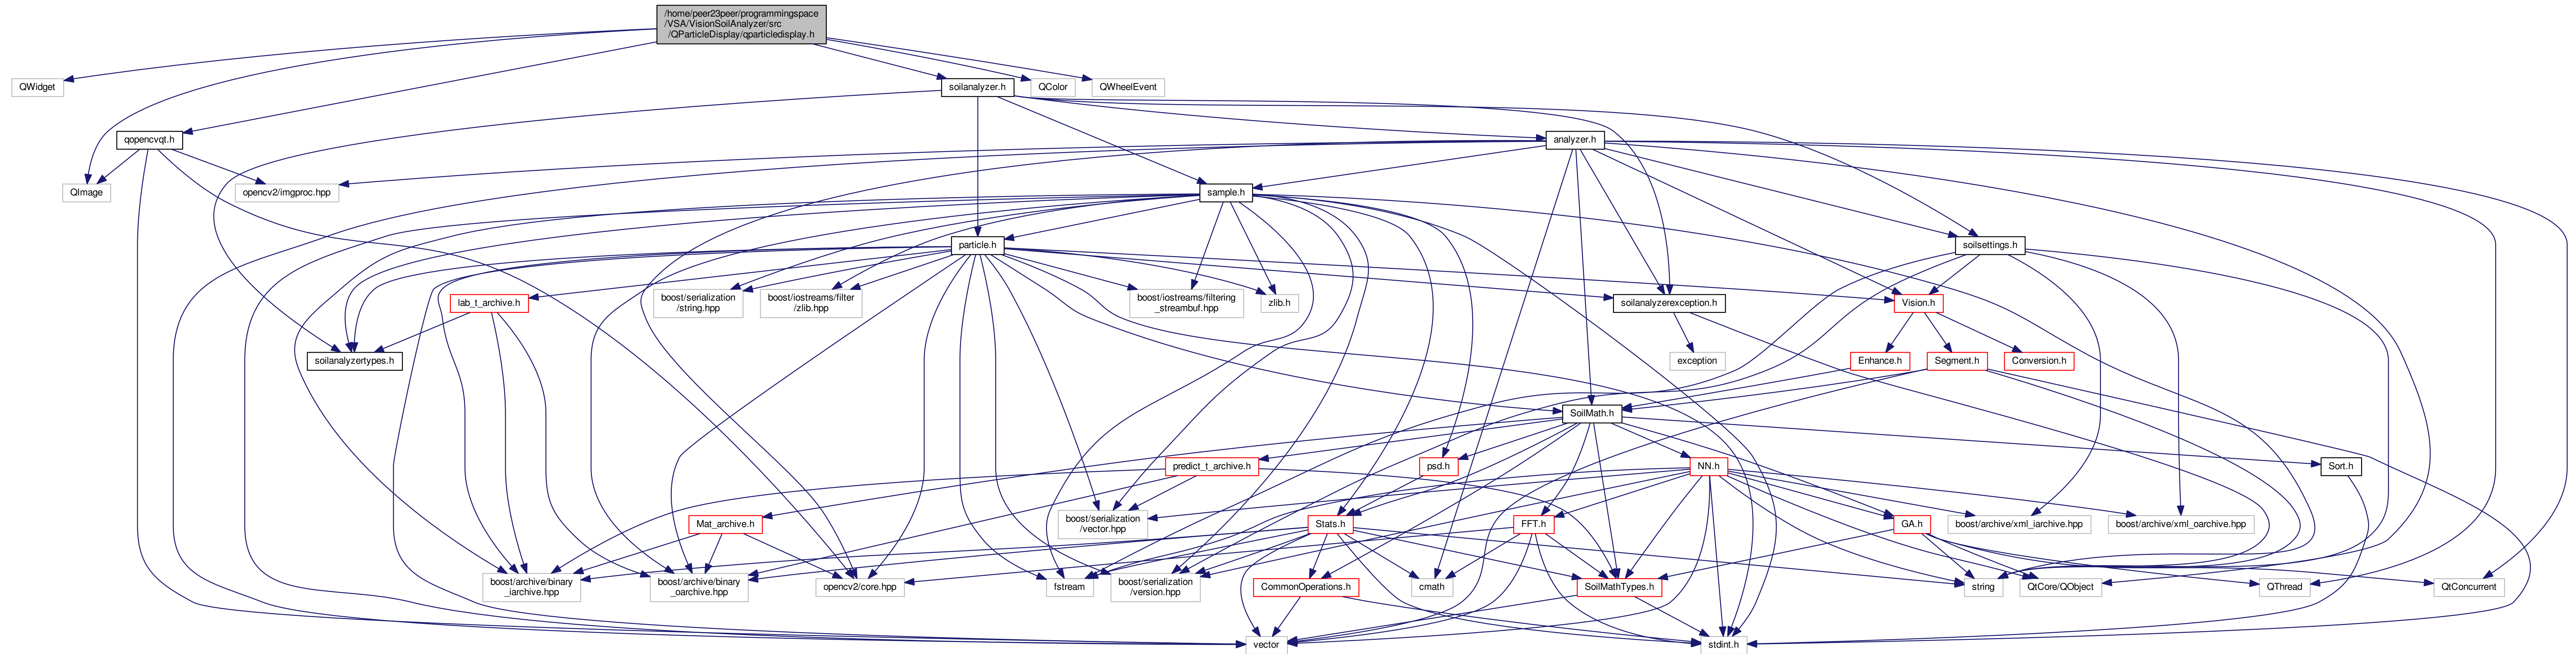 /home/peer23peer/programmingspace
/VSA/VisionSoilAnalyzer/src
/QParticleDisplay/qparticledisplay.h
QWidget
soilanalyzer.h
QColor
QWheelEvent
qopencvqt.h
analyzer.h
QImage
opencv2/imgproc.hpp
sample.h
particle.h
soilsettings.h
lab_t_archive.h
boost/serialization
/string.hpp
boost/iostreams/filter
/zlib.hpp
boost/iostreams/filtering
_streambuf.hpp
zlib.h
soilanalyzerexception.h
Vision.h
soilanalyzertypes.h
exception
Enhance.h
Segment.h
Conversion.h
SoilMath.h
predict_t_archive.h
psd.h
NN.h
Sort.h
Mat_archive.h
boost/serialization
/vector.hpp
Stats.h
FFT.h
GA.h
boost/archive/xml_iarchive.hpp
boost/archive/xml_oarchive.hpp
boost/archive/binary
_iarchive.hpp
boost/archive/binary
_oarchive.hpp
opencv2/core.hpp
fstream
boost/serialization
/version.hpp
CommonOperations.h
cmath
SoilMathTypes.h
string
QtCore/QObject
QThread
QtConcurrent
vector
stdint.h